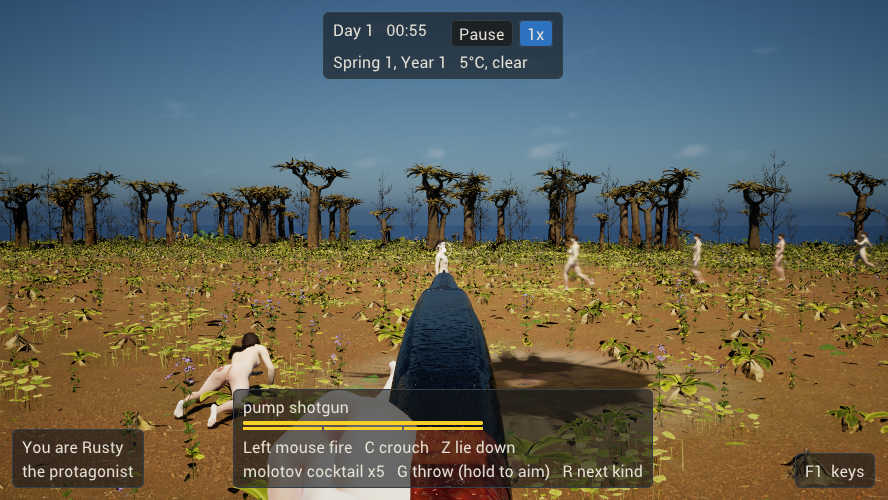 Day 1 00:55 Pause 1x
Spring 1, Year 1 5°C, clear
pump shotgun
Left mouse fire C crouch Z lie down
molotov cocktail x5 G throw (hold to aim) R next kind
You are Rusty
the protagonist
F1 keys